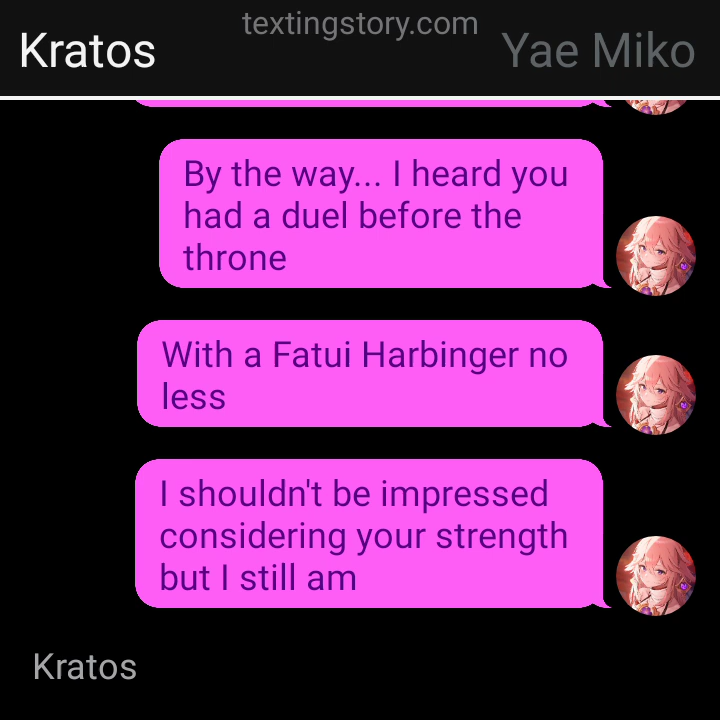 textingstory.com
Kratos
Yae Miko
By the way... I heard you
had a duel before the
throne
With a Fatui Harbinger no
less
I shouldn't be impressed
considering your strength
but I still am
Kratos